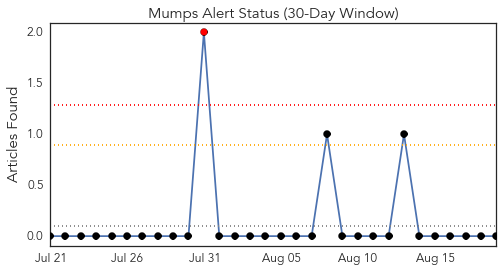 Mumps Alert Status (30-Day Window)
Articles Found
2.0
1.5
1.0
0.5
0.0
Jul 21 Jul 26 Jul 31 Aug 05 Aug 10 Aug 15